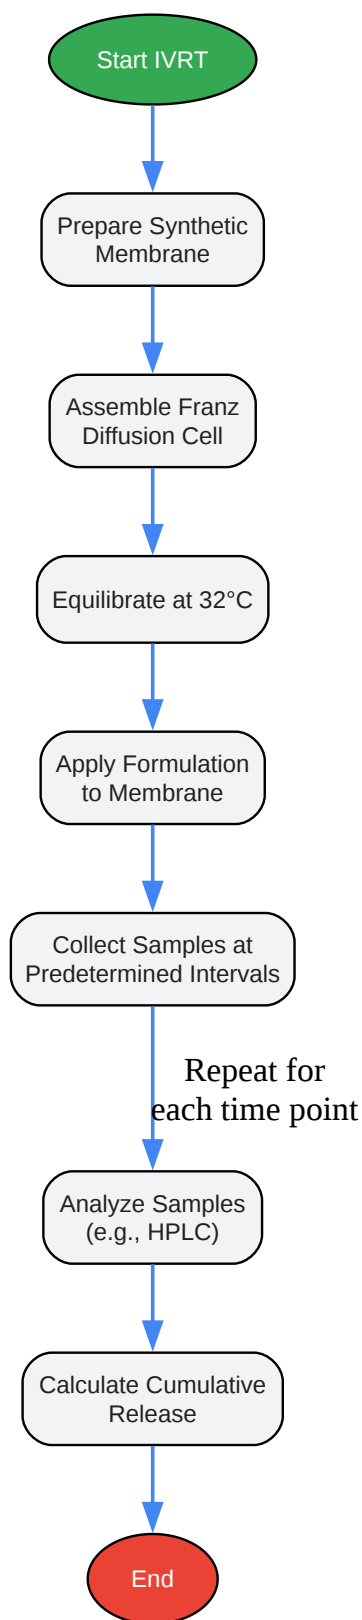 Start IVRT
Prepare Synthetic
Membrane
Assemble Franz
Diffusion Cell
Equilibrate at 32°C
Apply Formulation
to Membrane
Collect Samples at
Predetermined Intervals
Repeat for
each time point
Analyze Samples
(e.g., HPLC)
Calculate Cumulative
Release
End